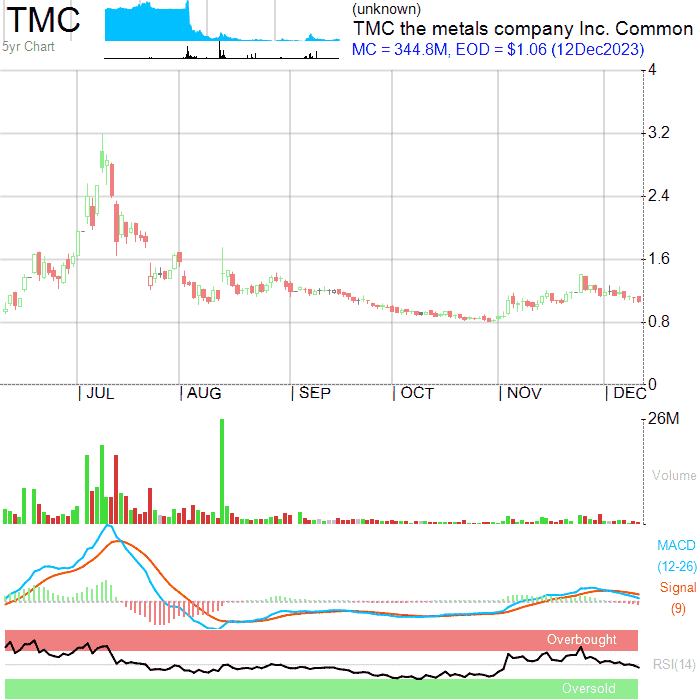 TMC
5yr Chart
(unknown)
TMC the metals company Inc. Common
MC = 344.8M, EOD = $1.06 (12Dec2023)
4
3.2
2.4
1.6
0.8
0
JUL
AUG
SEP
OCT
NOV
DEC
26M
Volume
MACD
(12-26)
Signal
(9)
Overbought
RSI(14)
Oversold